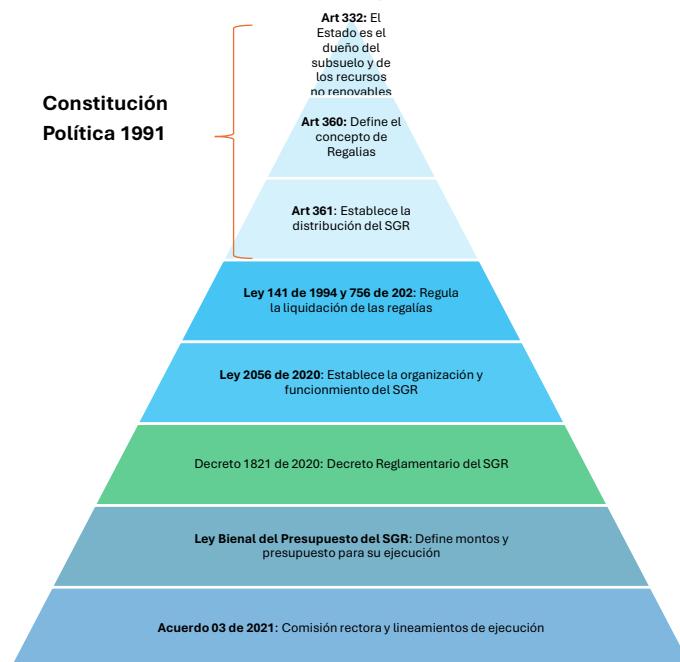 Art 332: El
Estado es el
dueño del
subsuelo y de
los recursos
no renovables
Constitución
Política 1991
Art 360: Define el
concepto de
Regalias
Art 361: Establece la
distribución del SGR
Ley 141 de 1994 y 756 de 202: Regula
la liquidación de las regalías
Ley 2056 de 2020: Establece la organización y
funcionmiento del SGR
Decreto 1821 de 2020: Decreto Reglamentario del SGR
Ley Bienal del Presupuesto del SGR: Define montos y
presupuesto para su ejecución
Acuerdo 03 de 2021: Comisión rectora y lineamientos de ejecución